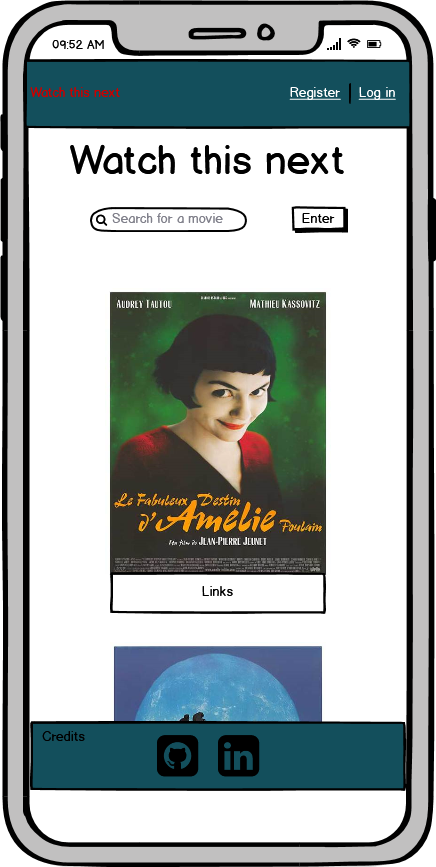 09:52 AM
Watch this next
Register
Log in
Watch this next
Search for a movie
Enter
AUDREY TAUTOU
MATHIEU KASSOVITZ
Le Fabuleux Destin
d'Amélie Poulain
Un film de JEAN-PIERRE JEUNET
Links
Credits
in